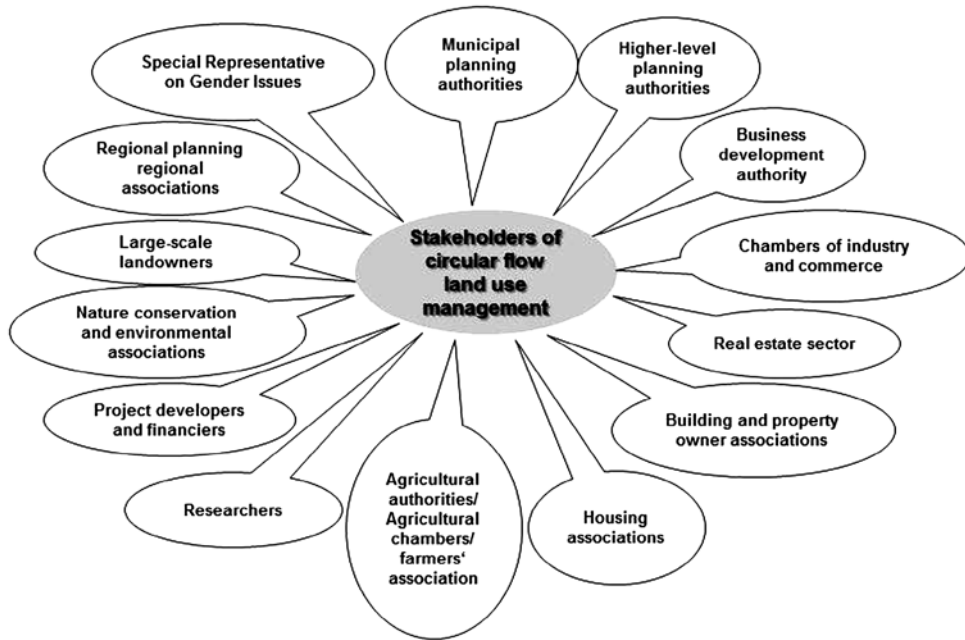 Special Representative
on Gender Issues
Municipal
planning
authorities
Higher-level
planning
authorities
Regional planning
regional
associations
Business
development
authority
Large-scale
landowners
Stakeholders of
circular flow
land use
management
Chambers of industry
and commerce
Nature conservation
and environmental
associations
Real estate sector
Project developers
and financiers
Building and property
owner associations
Researchers
Agricultural
authorities/
Agricultural
chambers/
farmers‘
association
Housing
associations